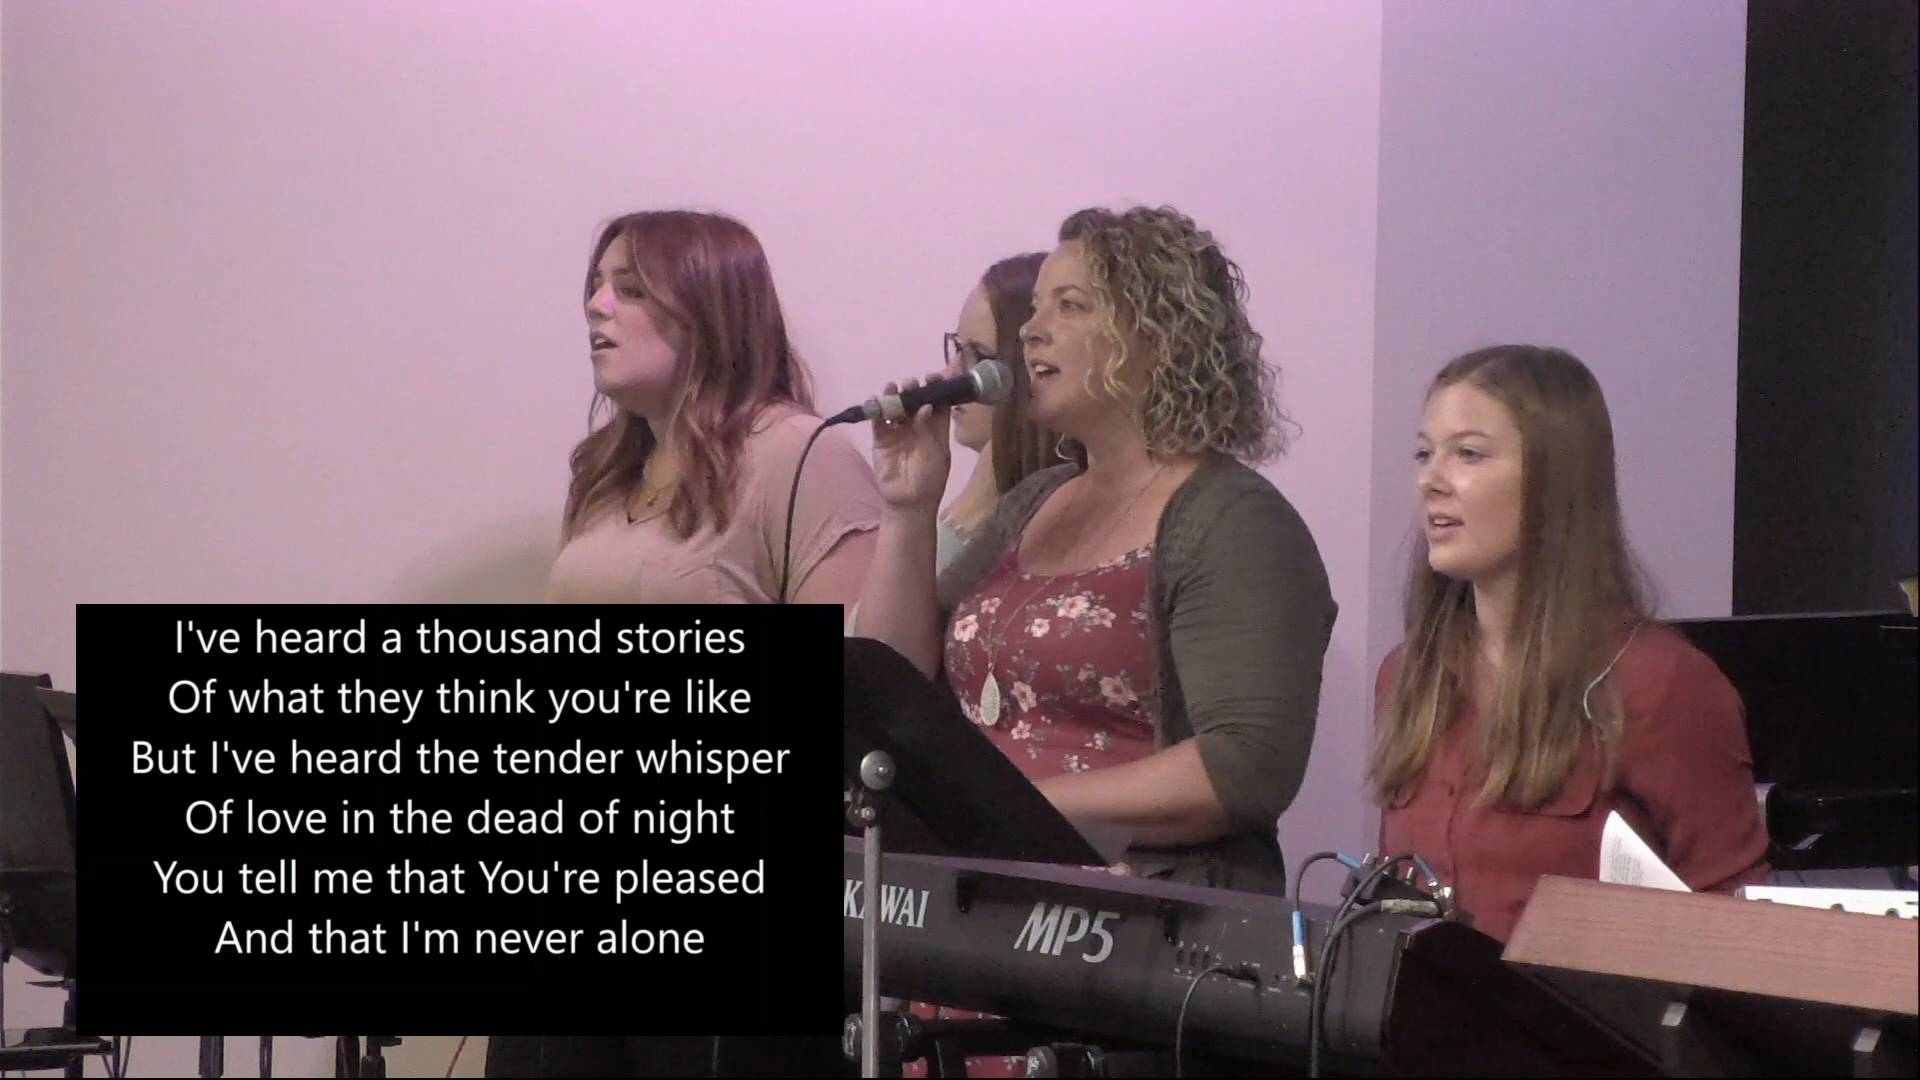 I've heard a thousand stories
Of what they think you're like
But I've heard the tender whisper
Of love in the dead of night
You tell me that You're pleased
And that I'm never alone
KAWAI MP5